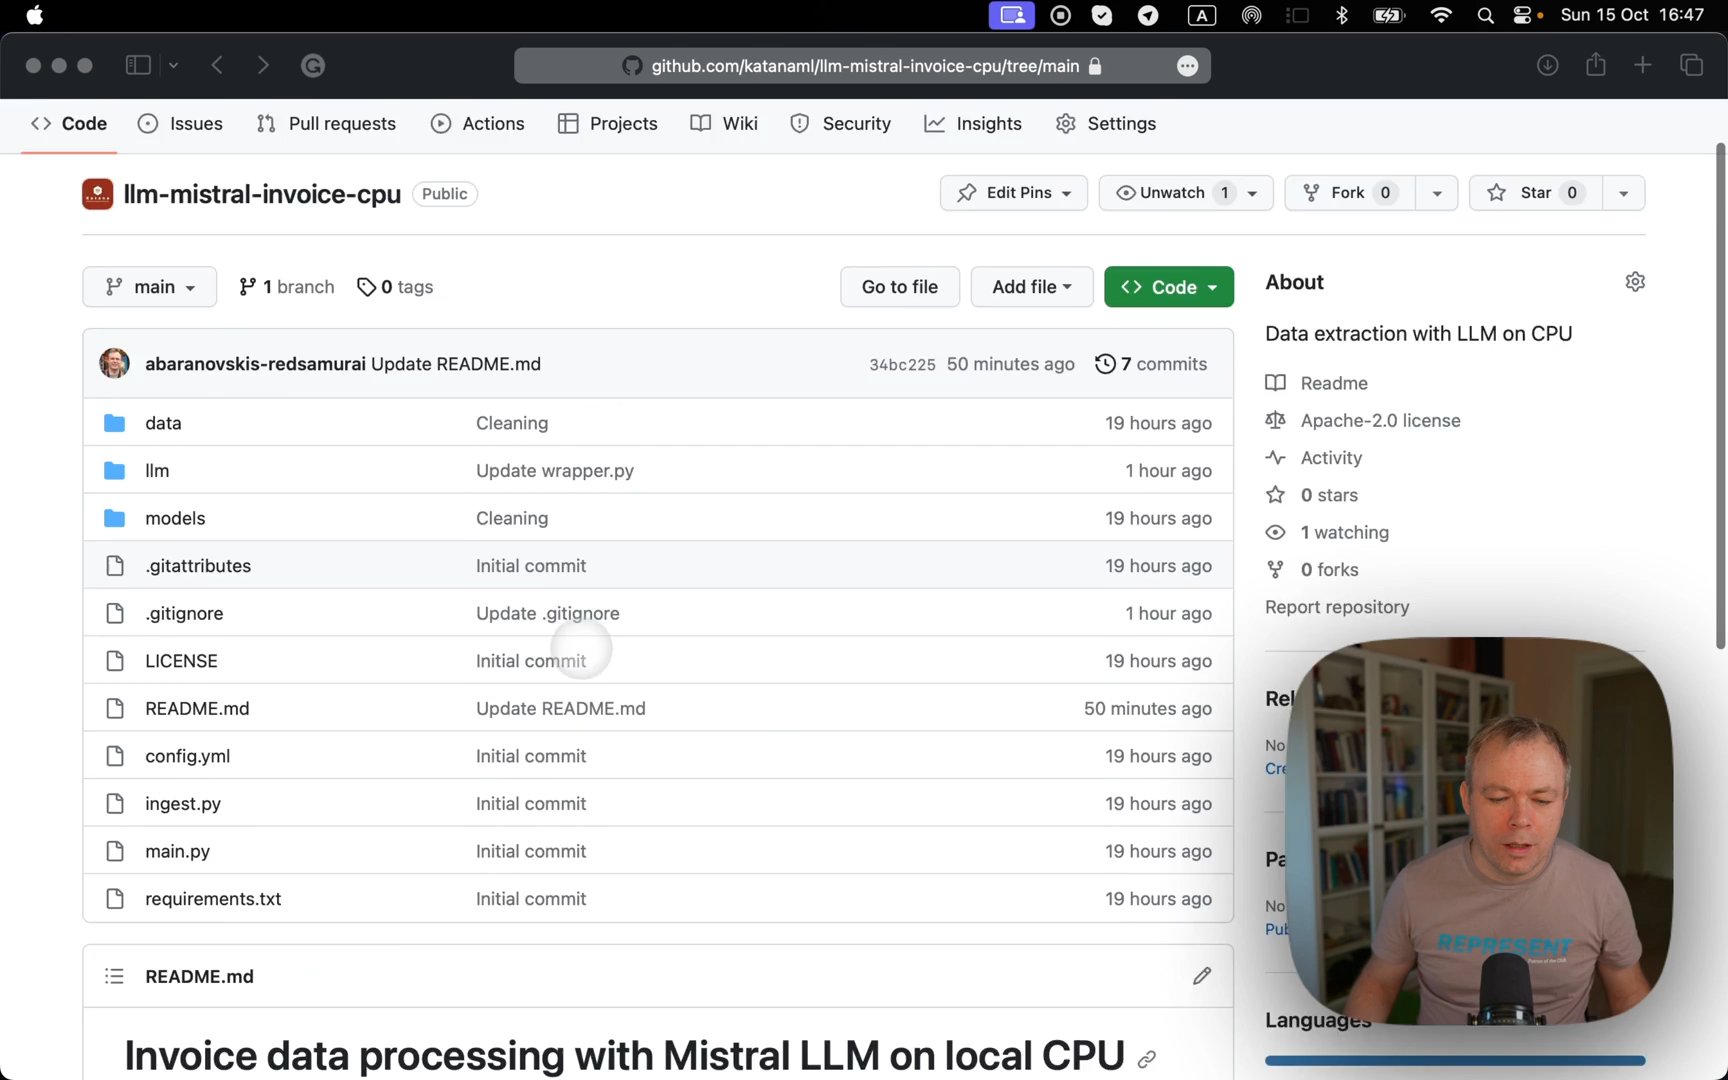 A
Sun 15 Oct 16:47
github.com/katanaml/llm-mistral-invoice-cpu/tree/main
Code Issues Pull requests Actions Projects Wiki Security Insights Settings
llm-mistral-invoice-cpu Public
Edit Pins Unwatch 1 Fork 0 Star 0
main 1 branch 0 tags Go to file Add file Code
abaranovskis-redsamurai Update README.md 34bc225 50 minutes ago 7 commits
data Cleaning 19 hours ago
llm Update wrapper.py 1 hour ago
models Cleaning 19 hours ago
.gitattributes Initial commit 19 hours ago
.gitignore Update .gitignore 1 hour ago
LICENSE Initial commit 19 hours ago
README.md Update README.md 50 minutes ago
config.yml Initial commit 19 hours ago
ingest.py Initial commit 19 hours ago
main.py Initial commit 19 hours ago
requirements.txt Initial commit 19 hours ago
README.md
Invoice data processing with Mistral LLM on local CPU
About
Data extraction with LLM on CPU
Readme
Apache-2.0 license
Activity
0 stars
1 watching
0 forks
Report repository
Rel
No
Cre
Pa
No
Pub
Languages
REPRESENT